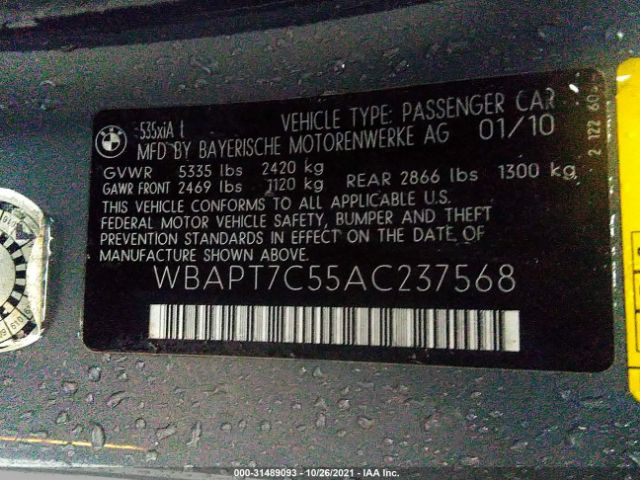 535xiA I VEHICLE TYPE: PASSENGER CAR
MFD BY BAYERISCHE MOTORENWERKE AG 01/10
GVWR 5335 lbs 2420 kg
GAWR FRONT 2469 lbs 1120 kg REAR 2866 lbs 1300 kg
THIS VEHICLE CONFORMS TO ALL APPLICABLE U.S.
FEDERAL MOTOR VEHICLE SAFETY, BUMPER AND THEFT
PREVENTION STANDARDS IN EFFECT ON THE DATE OF
MANUFACTURE SHOWN ABOVE.
WBAPT7C55AC237568
000-31489093 - 10/26/2021 - IAA Inc.